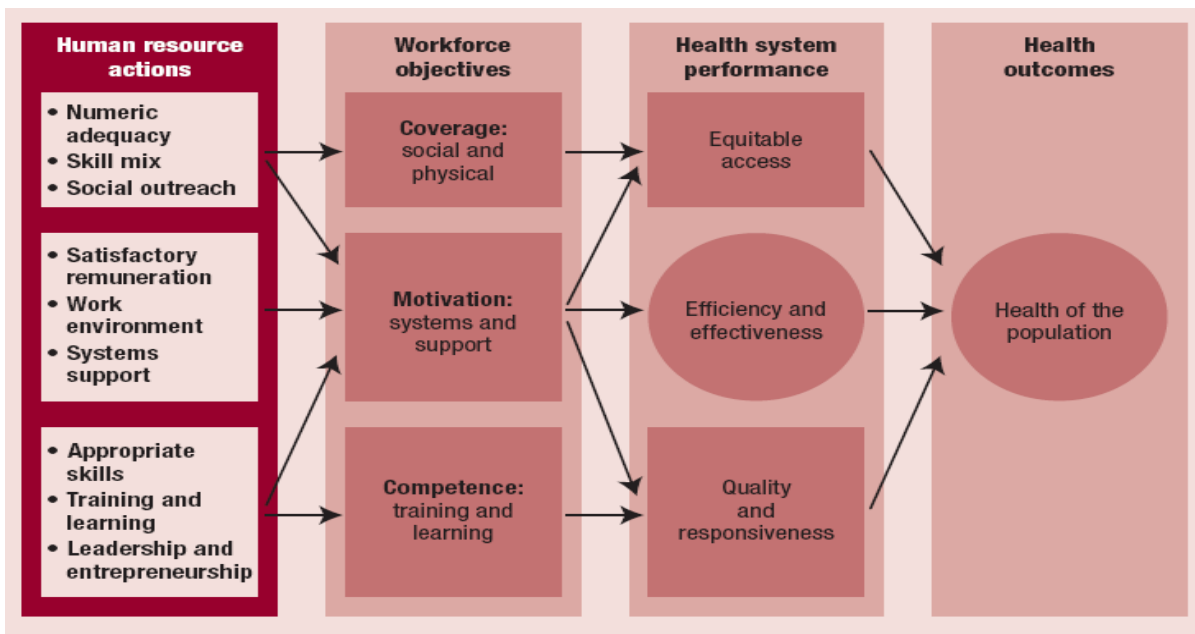 Human resource
actions
• Numeric
adequacy
• Skill mix
• Social outreach
• Satisfactory
remuneration
• Work
environment
• Systems
support
• Appropriate
skills
• Training and
learning
• Leadership and
entrepreneurship
Workforce
objectives
Coverage:
social and
physical
Motivation:
systems and
support
Competence:
training and
learning
Health system
performance
Equitable
access
Efficiency and
effectiveness
Quality
and
responsiveness
Health
outcomes
Health of the
population